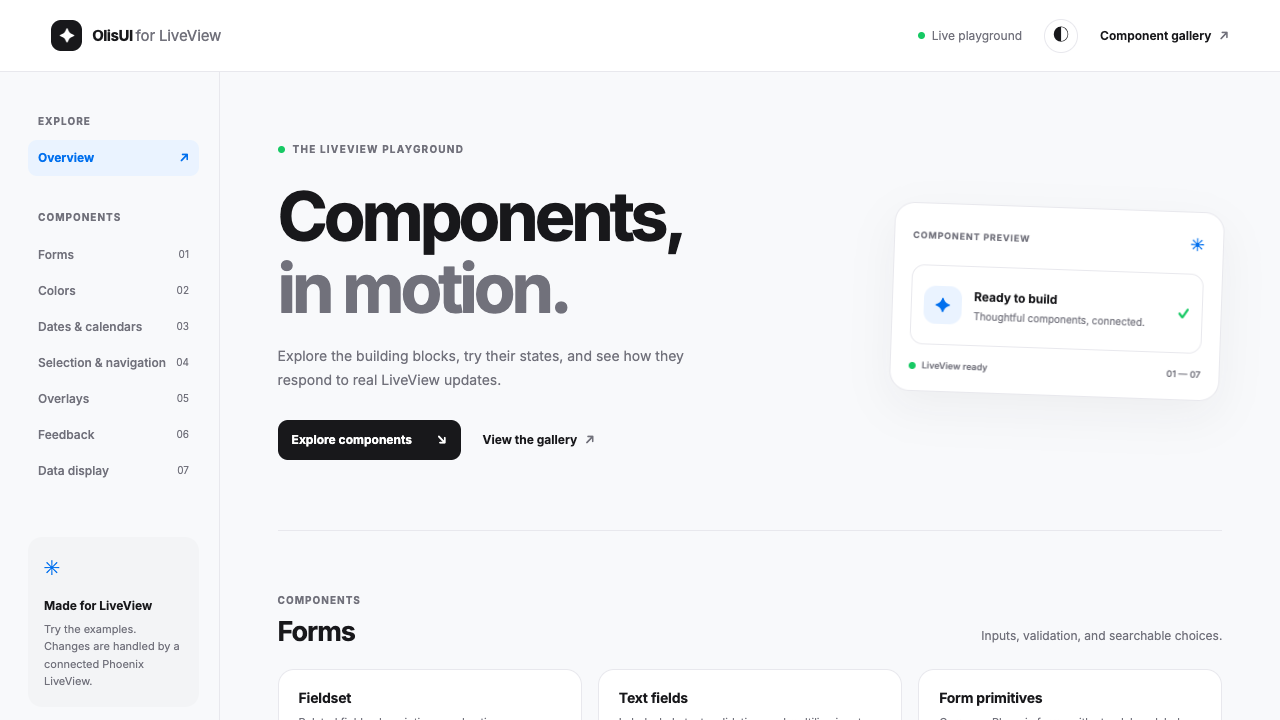 OlisUI for LiveView
Live playground
Component gallery
EXPLORE
Overview
COMPONENTS
Forms 01
Colors 02
Dates & calendars 03
Selection & navigation 04
Overlays 05
Feedback 06
Data display 07
Made for LiveView
Try the examples.
Changes are handled by a
connected Phoenix
LiveView.
THE LIVEVIEW PLAYGROUND
Components,
in motion.
Explore the building blocks, try their states, and see how they
respond to real LiveView updates.
Explore components
View the gallery
COMPONENT PREVIEW
Ready to build
Thoughtful components, connected.
LiveView ready
01 — 07
COMPONENTS
Forms
Inputs, validation, and searchable choices.
Fieldset
Text fields
Form primitives